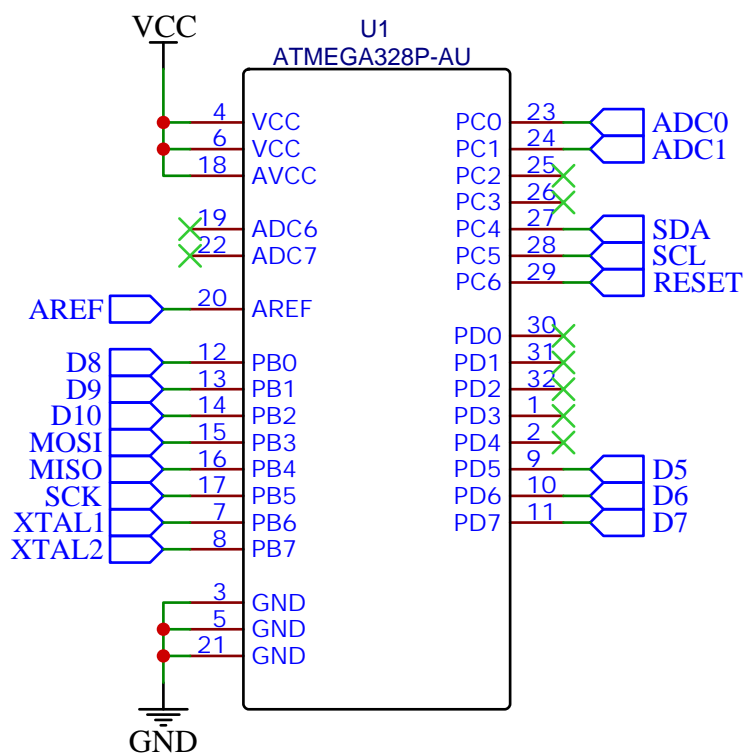 VCC
U1
ATMEGA328P-AU
4 VCC PC0 23 ADC0
6 VCC PC1 24 ADC1
18 AVCC PC2 25
PC3 26
19 ADC6 PC4 27 SDA
22 ADC7 PC5 28 SCL
PC6 29 RESET
AREF 20 AREF
PD0 30
D8 12 PB0 PD1 31
D9 13 PB1 PD2 32
D10 14 PB2 PD3 1
MOSI 15 PB3 PD4 2
MISO 16 PB4 PD5 9 D5
SCK 17 PB5 PD6 10 D6
XTAL1 7 PB6 PD7 11 D7
XTAL2 8 PB7
3 GND
5 GND
21 GND
GND